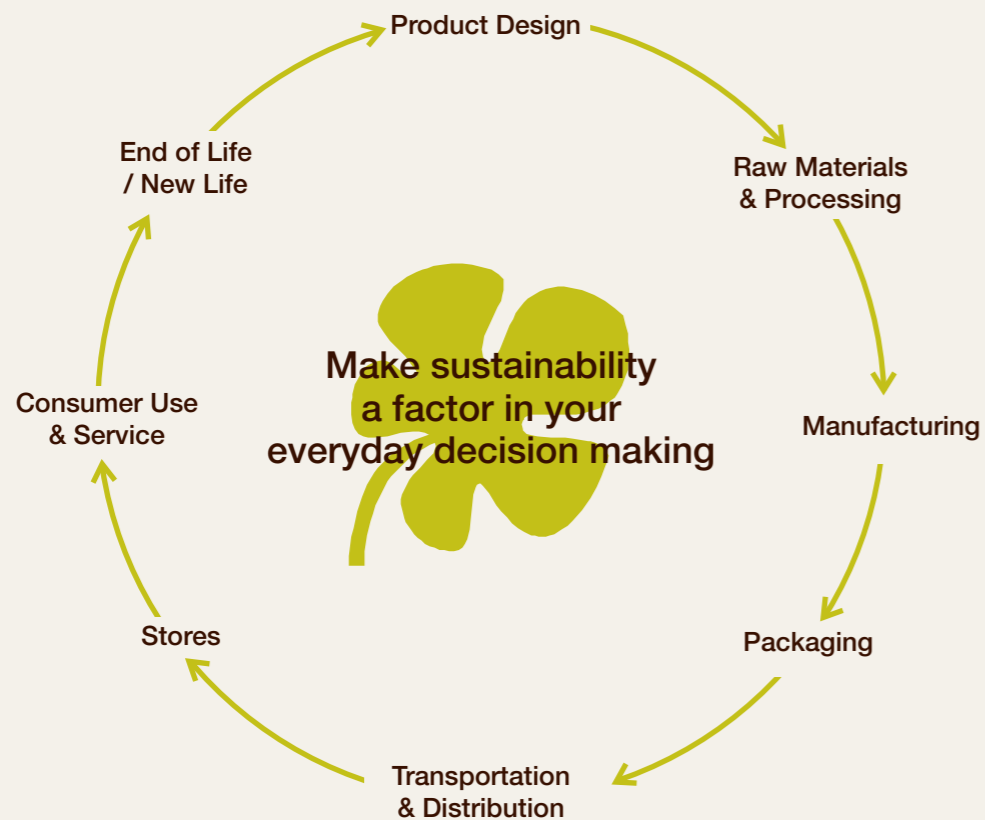 Product Design
Raw Materials
& Processing
Manufacturing
Packaging
Transportation
& Distribution
Stores
Consumer Use
& Service
End of Life
/ New Life
Make sustainability
a factor in your
everyday decision making